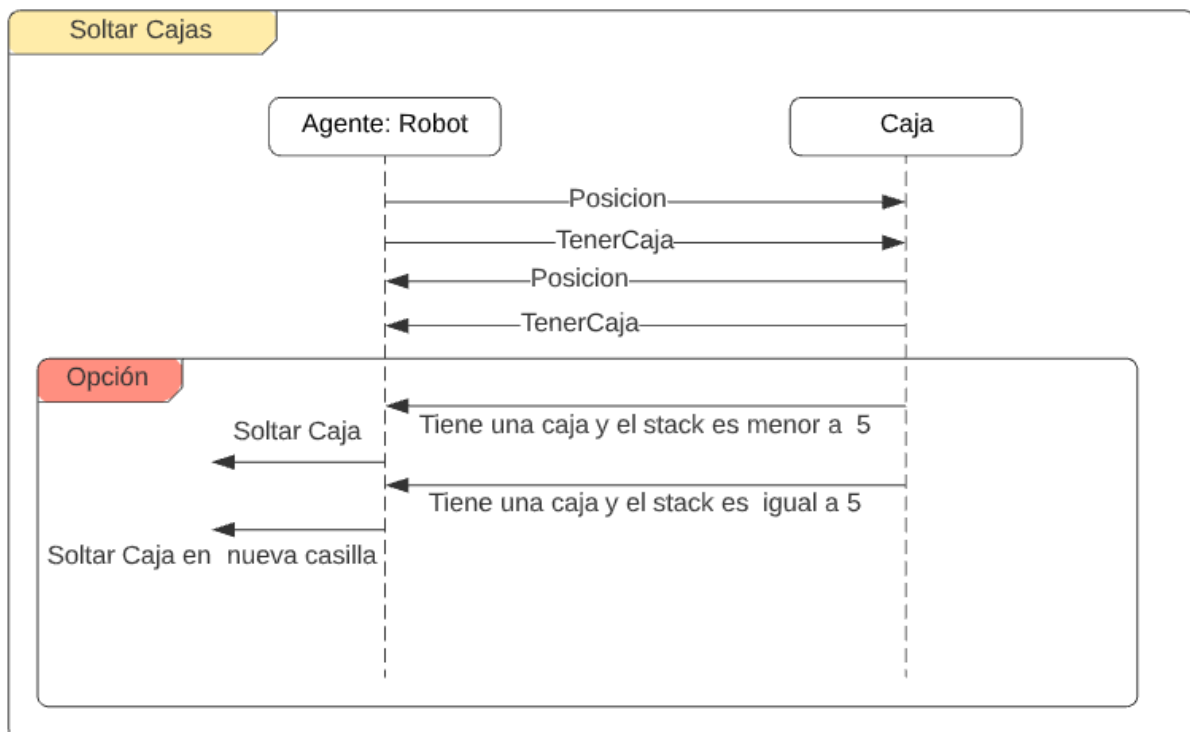 Soltar Cajas
Agente: Robot
Caja
Posicion
TenerCaja
Posicion
TenerCaja
Opción
Tiene una caja y el stack es menor a 5
Soltar Caja
Tiene una caja y el stack es igual a 5
Soltar Caja en nueva casilla